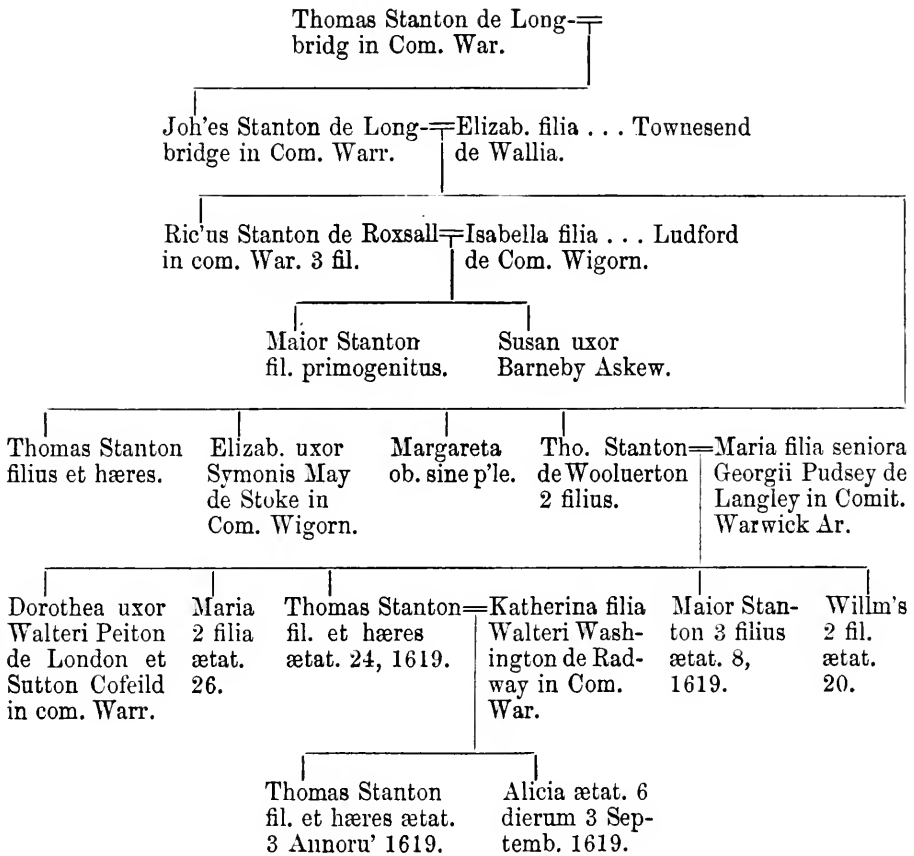 Thomas Stanton de Long-
bridg in Com. War.
Joh'es Stanton de Long-
bridge in Com. Warr.
Elizab. filia . . . Townesend
de Wallia.
Ric'us Stanton de Roxsall
in com. War. 3 fil.
Isabella filia . . . Ludford
de Com. Wigorn.
Maior Stanton
fil. primogenitus.
Susan uxor
Barneby Askew.
Thomas Stanton
filius et hæres.
Elizab. uxor
Symonis May
de Stoke in
Com. Wigorn.
Margareta
ob. sine p'le.
Tho. Stanton
de Wooluerton
2 filius.
Maria filia seniora
Georgii Pudsey de
Langley in Comit.
Warwick Ar.
Dorothea uxor
Walteri Peiton
de London et
Sutton Cofeild
in com. Warr.
Maria
2 filia
ætat.
26.
Thomas Stanton
fil. et hæres
ætat. 24, 1619.
Katherina filia
Walteri Wash-
ington de Rad-
way in Com.
War.
Maior Stan-
ton 3 filius
ætat. 8,
1619.
Willm's
2 fil.
ætat.
20.
Thomas Stanton
fil. et hæres ætat.
3 Annoru' 1619.
Alicia ætat. 6
dierum 3 Sep-
temb. 1619.